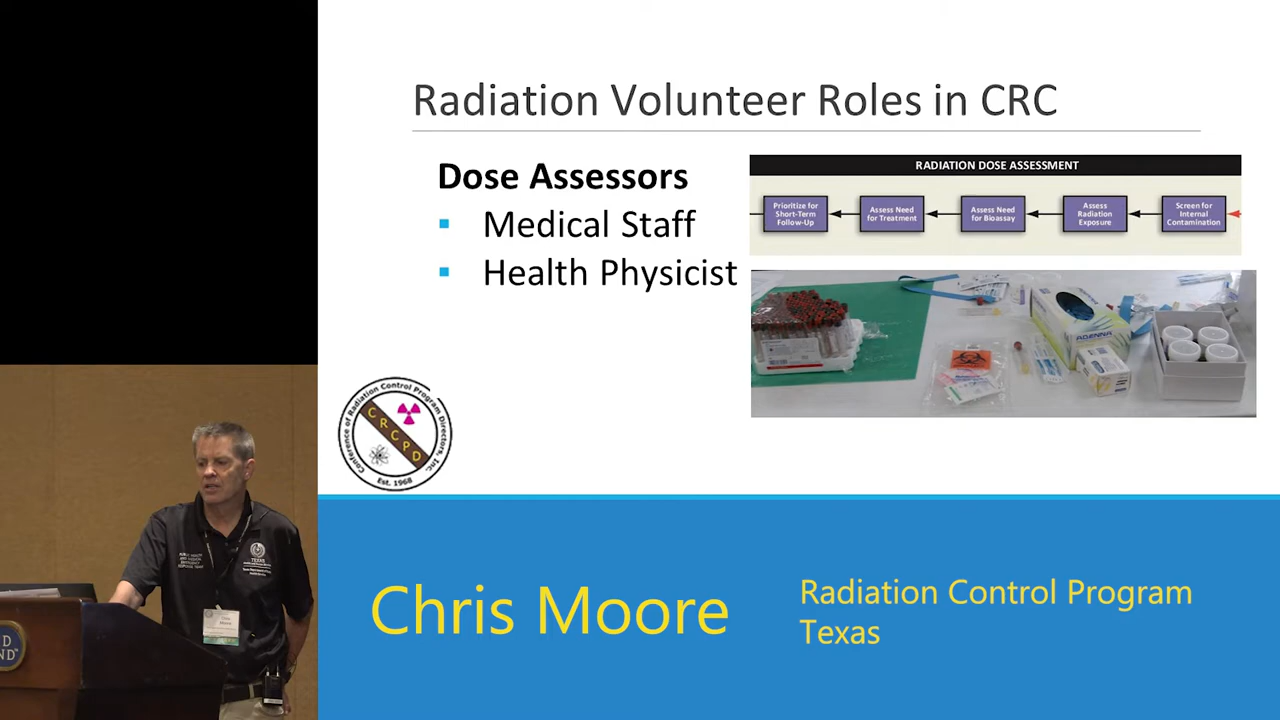 Radiation Volunteer Roles in CRC
Dose Assessors
Medical Staff
Health Physicist
RADIATION DOSE ASSESSMENT
Prioritize for
Short-Term
Follow-Up
Assess Need
for Treatment
Assess Need
for Bioassay
Assess
Radiation
Exposure
Screen for
Internal
Contamination
ADENNA
Conference of Radiation Control Program Directors, Inc.
CRCPD
Est. 1968
TEXAS
Chris Moore
Radiation Control Program
Texas